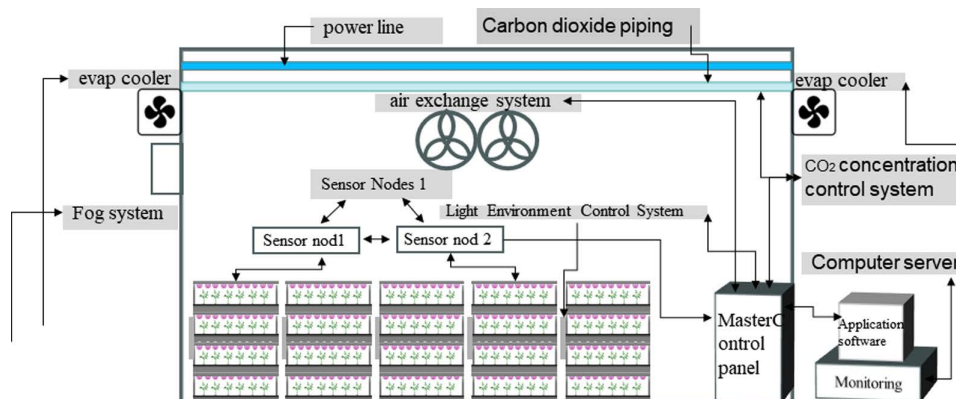 power line
Carbon dioxide piping
evap cooler
evap cooler
air exchange system
CO₂ concentration
control system
Sensor Nodes 1
Fog system
Light Environment Control System
Sensor nod1
Sensor nod 2
Computer server
MasterC
ontrol
panel
Application
software
Monitoring